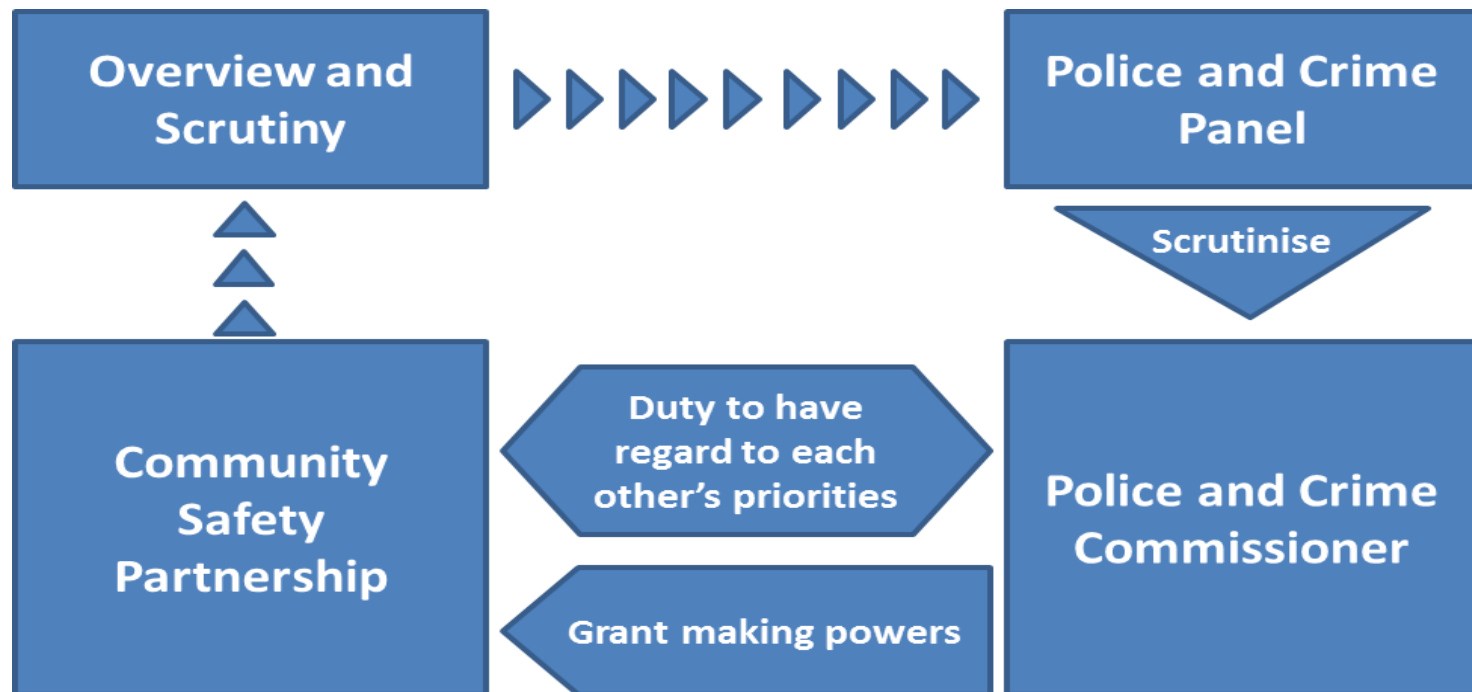 Overview and
Scrutiny
Police and Crime
Panel
Scrutinise
Community
Safety
Partnership
Duty to have
regard to each
other’s priorities
Grant making powers
Police and Crime
Commissioner